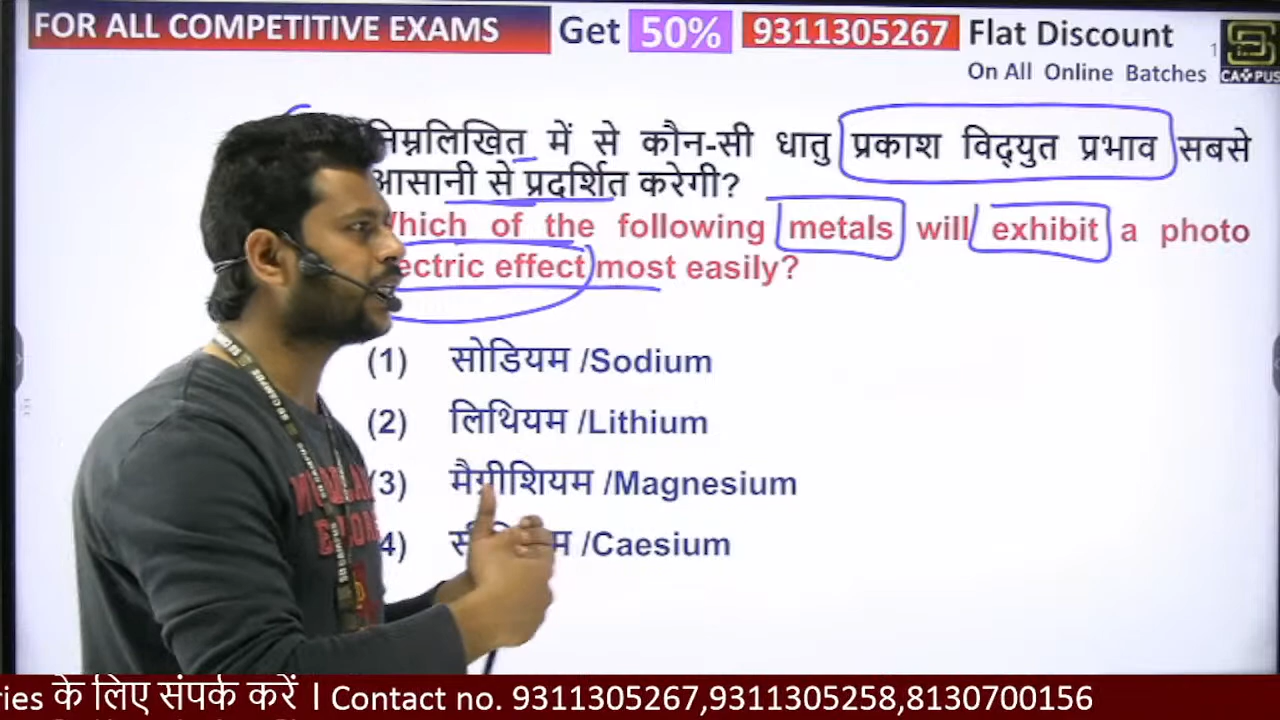 FOR ALL COMPETITIVE EXAMS Get 50% 9311305267 Flat Discount
On All Online Batches
CAMPUS
निम्नलिखित में से कौन-सी धातु प्रकाश विद्युत प्रभाव सबसे
आसानी से प्रदर्शित करेगी?
Which of the following metals will exhibit a photo
ectric effect most easily?
(1) सोडियम /Sodium
(2) लिथियम /Lithium
(3) मैग्नीशियम /Magnesium
4) /Caesium
ries के लिए संपर्क करें । Contact no. 9311305267,9311305258,8130700156